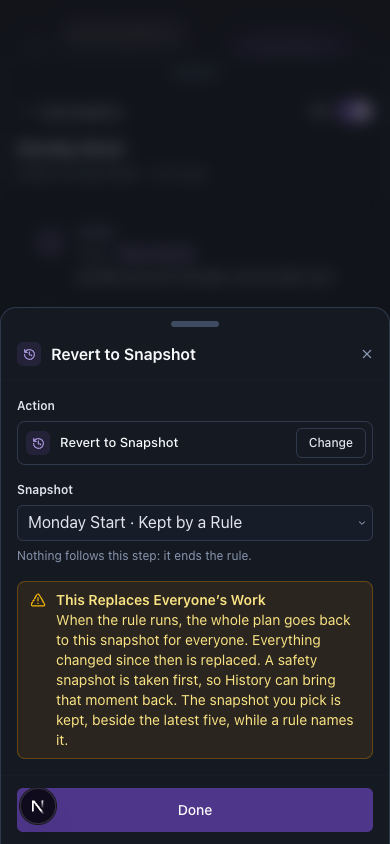 Revert to Snapshot
Action
Revert to Snapshot
Change
Snapshot
Monday Start · Kept by a Rule
Nothing follows this step: it ends the rule.
This Replaces Everyone's Work
When the rule runs, the whole plan goes back
to this snapshot for everyone. Everything
changed since then is replaced. A safety
snapshot is taken first, so History can bring
that moment back. The snapshot you pick is
kept, beside the latest five, while a rule names
it.
N
Done